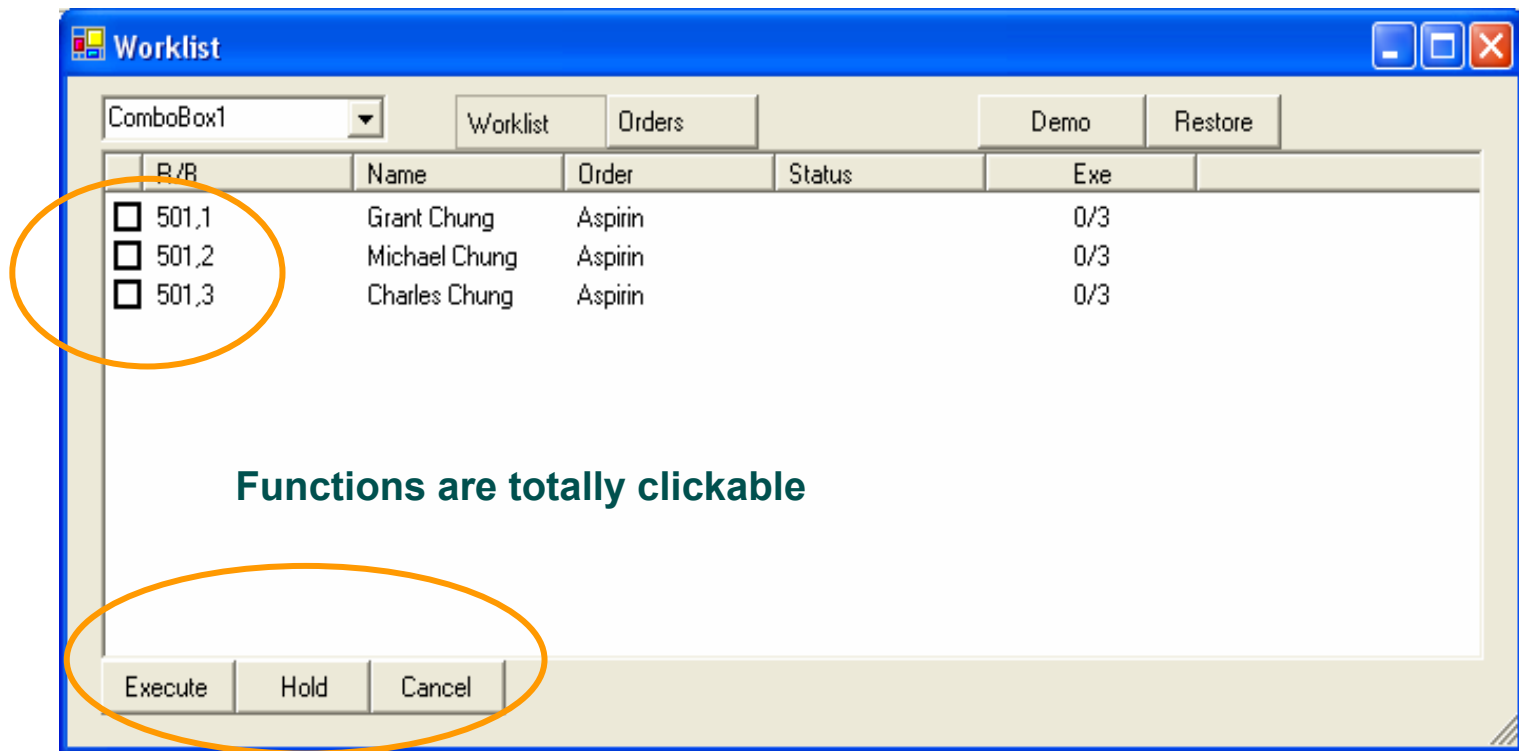 Worklist
ComboBox1 Worklist Orders Demo Restore
R/B Name Order Status Exe
501,1 Grant Chung Aspirin 0/3
501,2 Michael Chung Aspirin 0/3
501,3 Charles Chung Aspirin 0/3
Functions are totally clickable
Execute Hold Cancel